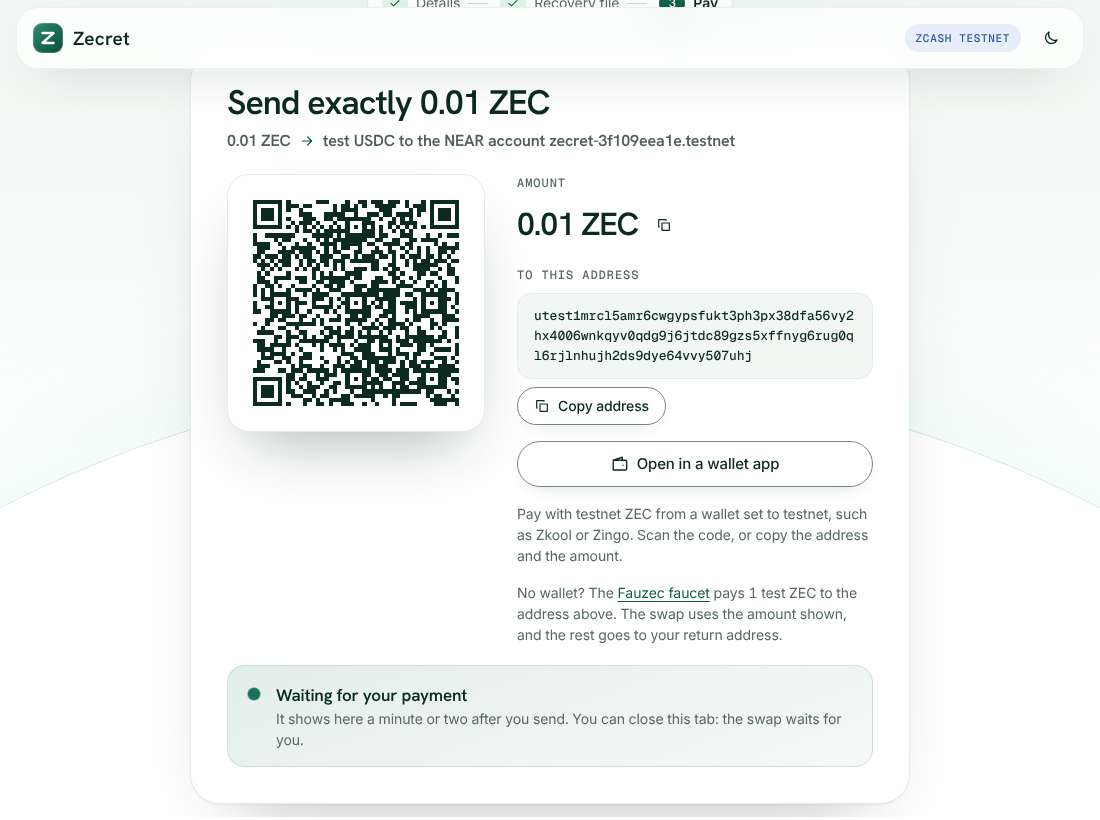 Details
Recovery file
3
Pay
Z Zecret
ZCASH TESTNET
Send exactly 0.01 ZEC
0.01 ZEC → test USDC to the NEAR account zecret-3f109eea1e.testnet
AMOUNT
0.01 ZEC
TO THIS ADDRESS
utest1mrcl5amr6cwgypsfukt3ph3px38dfa56vy2
hx4006wnkqyv0qdg9j6jtdc89gzs5xffnyg6rug0q
l6rjlnhujh2ds9dye64vvy507uhj
Copy address
Open in a wallet app
Pay with testnet ZEC from a wallet set to testnet, such
as Zkool or Zingo. Scan the code, or copy the address
and the amount.
No wallet? The Fauzec faucet pays 1 test ZEC to the
address above. The swap uses the amount shown,
and the rest goes to your return address.
Waiting for your payment
It shows here a minute or two after you send. You can close this tab: the swap waits for
you.